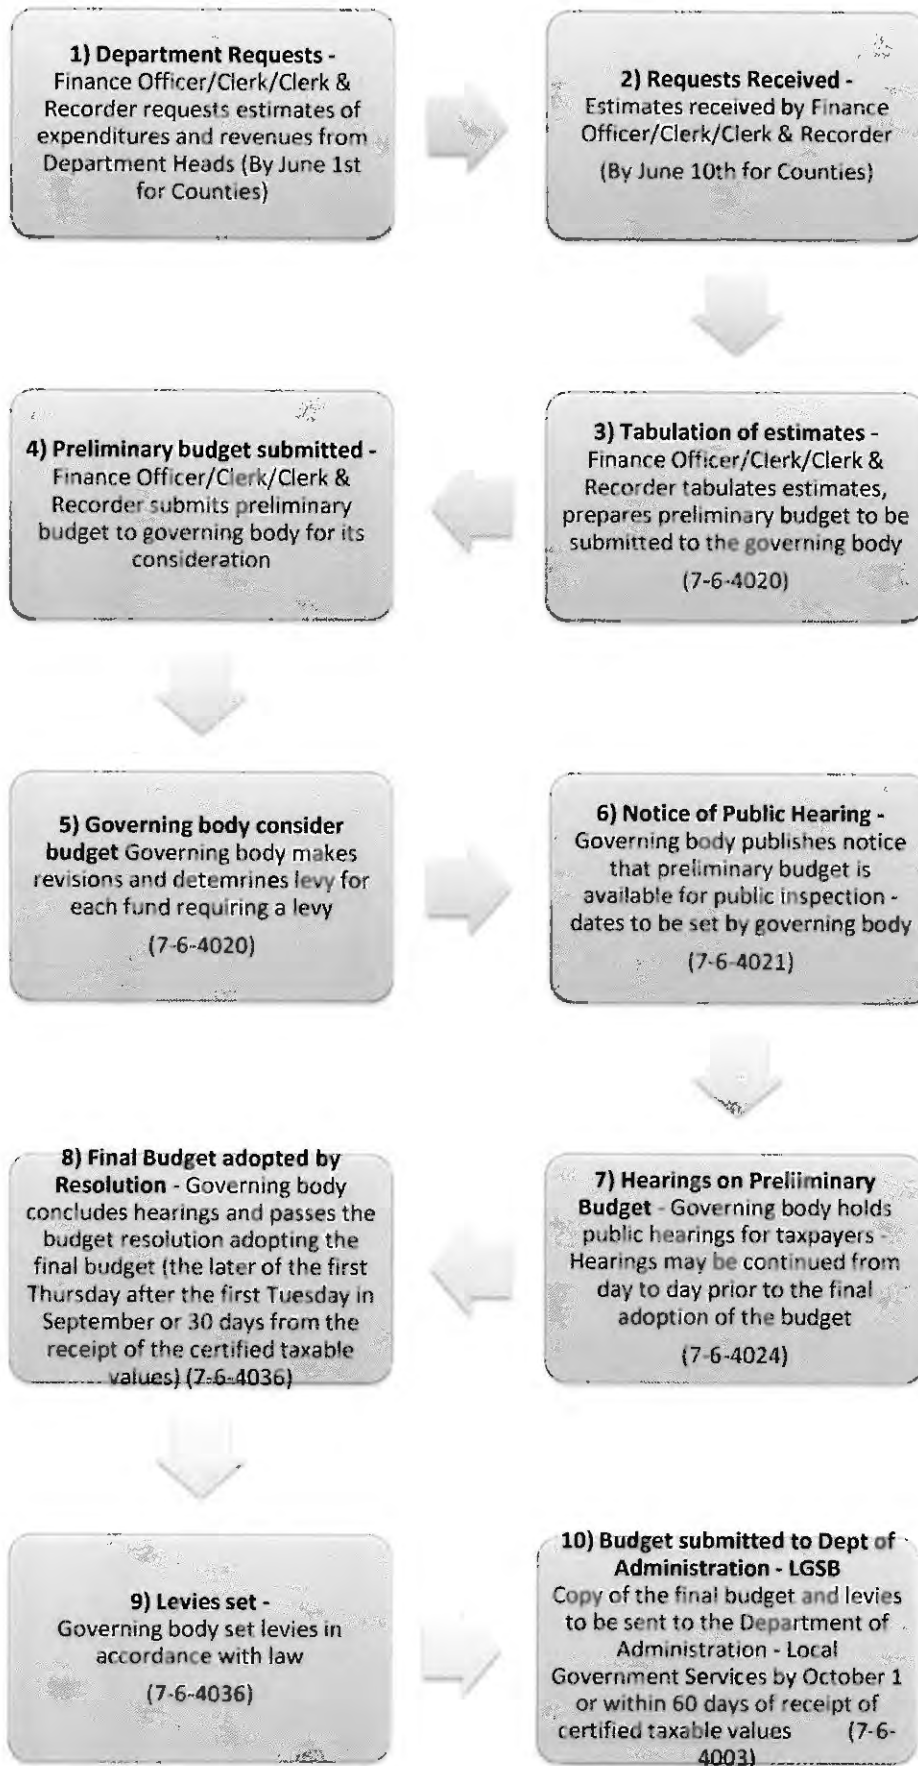 1) Department Requests -
Finance Officer/Clerk/Clerk &
Recorder requests estimates of
expenditures and revenues from
Department Heads (By June 1st
for Counties)
2) Requests Received -
Estimates received by Finance
Officer/Clerk/Clerk & Recorder
(By June 10th for Counties)
3) Tabulation of estimates -
Finance Officer/Clerk/Clerk &
Recorder tabulates estimates,
prepares preliminary budget to be
submitted to the governing body
(7-6-4020)
4) Preliminary budget submitted -
Finance Officer/Clerk/Clerk &
Recorder submits preliminary
budget to governing body for its
consideration
5) Governing body consider
budget Governing body makes
revisions and detemrines levy for
each fund requiring a levy
(7-6-4020)
6) Notice of Public Hearing -
Governing body publishes notice
that preliminary budget is
available for public inspection -
dates to be set by governing body
(7-6-4021)
7) Hearings on Preliiminary
Budget - Governing body holds
public hearings for taxpayers -
Hearings may be continued from
day to day prior to the final
adoption of the budget
(7-6-4024)
8) Final Budget adopted by
Resolution - Governing body
concludes hearings and passes the
budget resolution adopting the
final budget (the later of the first
Thursday after the first Tuesday in
September or 30 days from the
receipt of the certified taxable
values) (7-6-4036)
9) Levies set -
Governing body set levies in
accordance with law
(7-6-4036)
10) Budget submitted to Dept of
Administration - LGSB
Copy of the final budget and levies
to be sent to the Department of
Administration - Local
Government Services by October 1
or within 60 days of receipt of
certified taxable values (7-6-
4003)